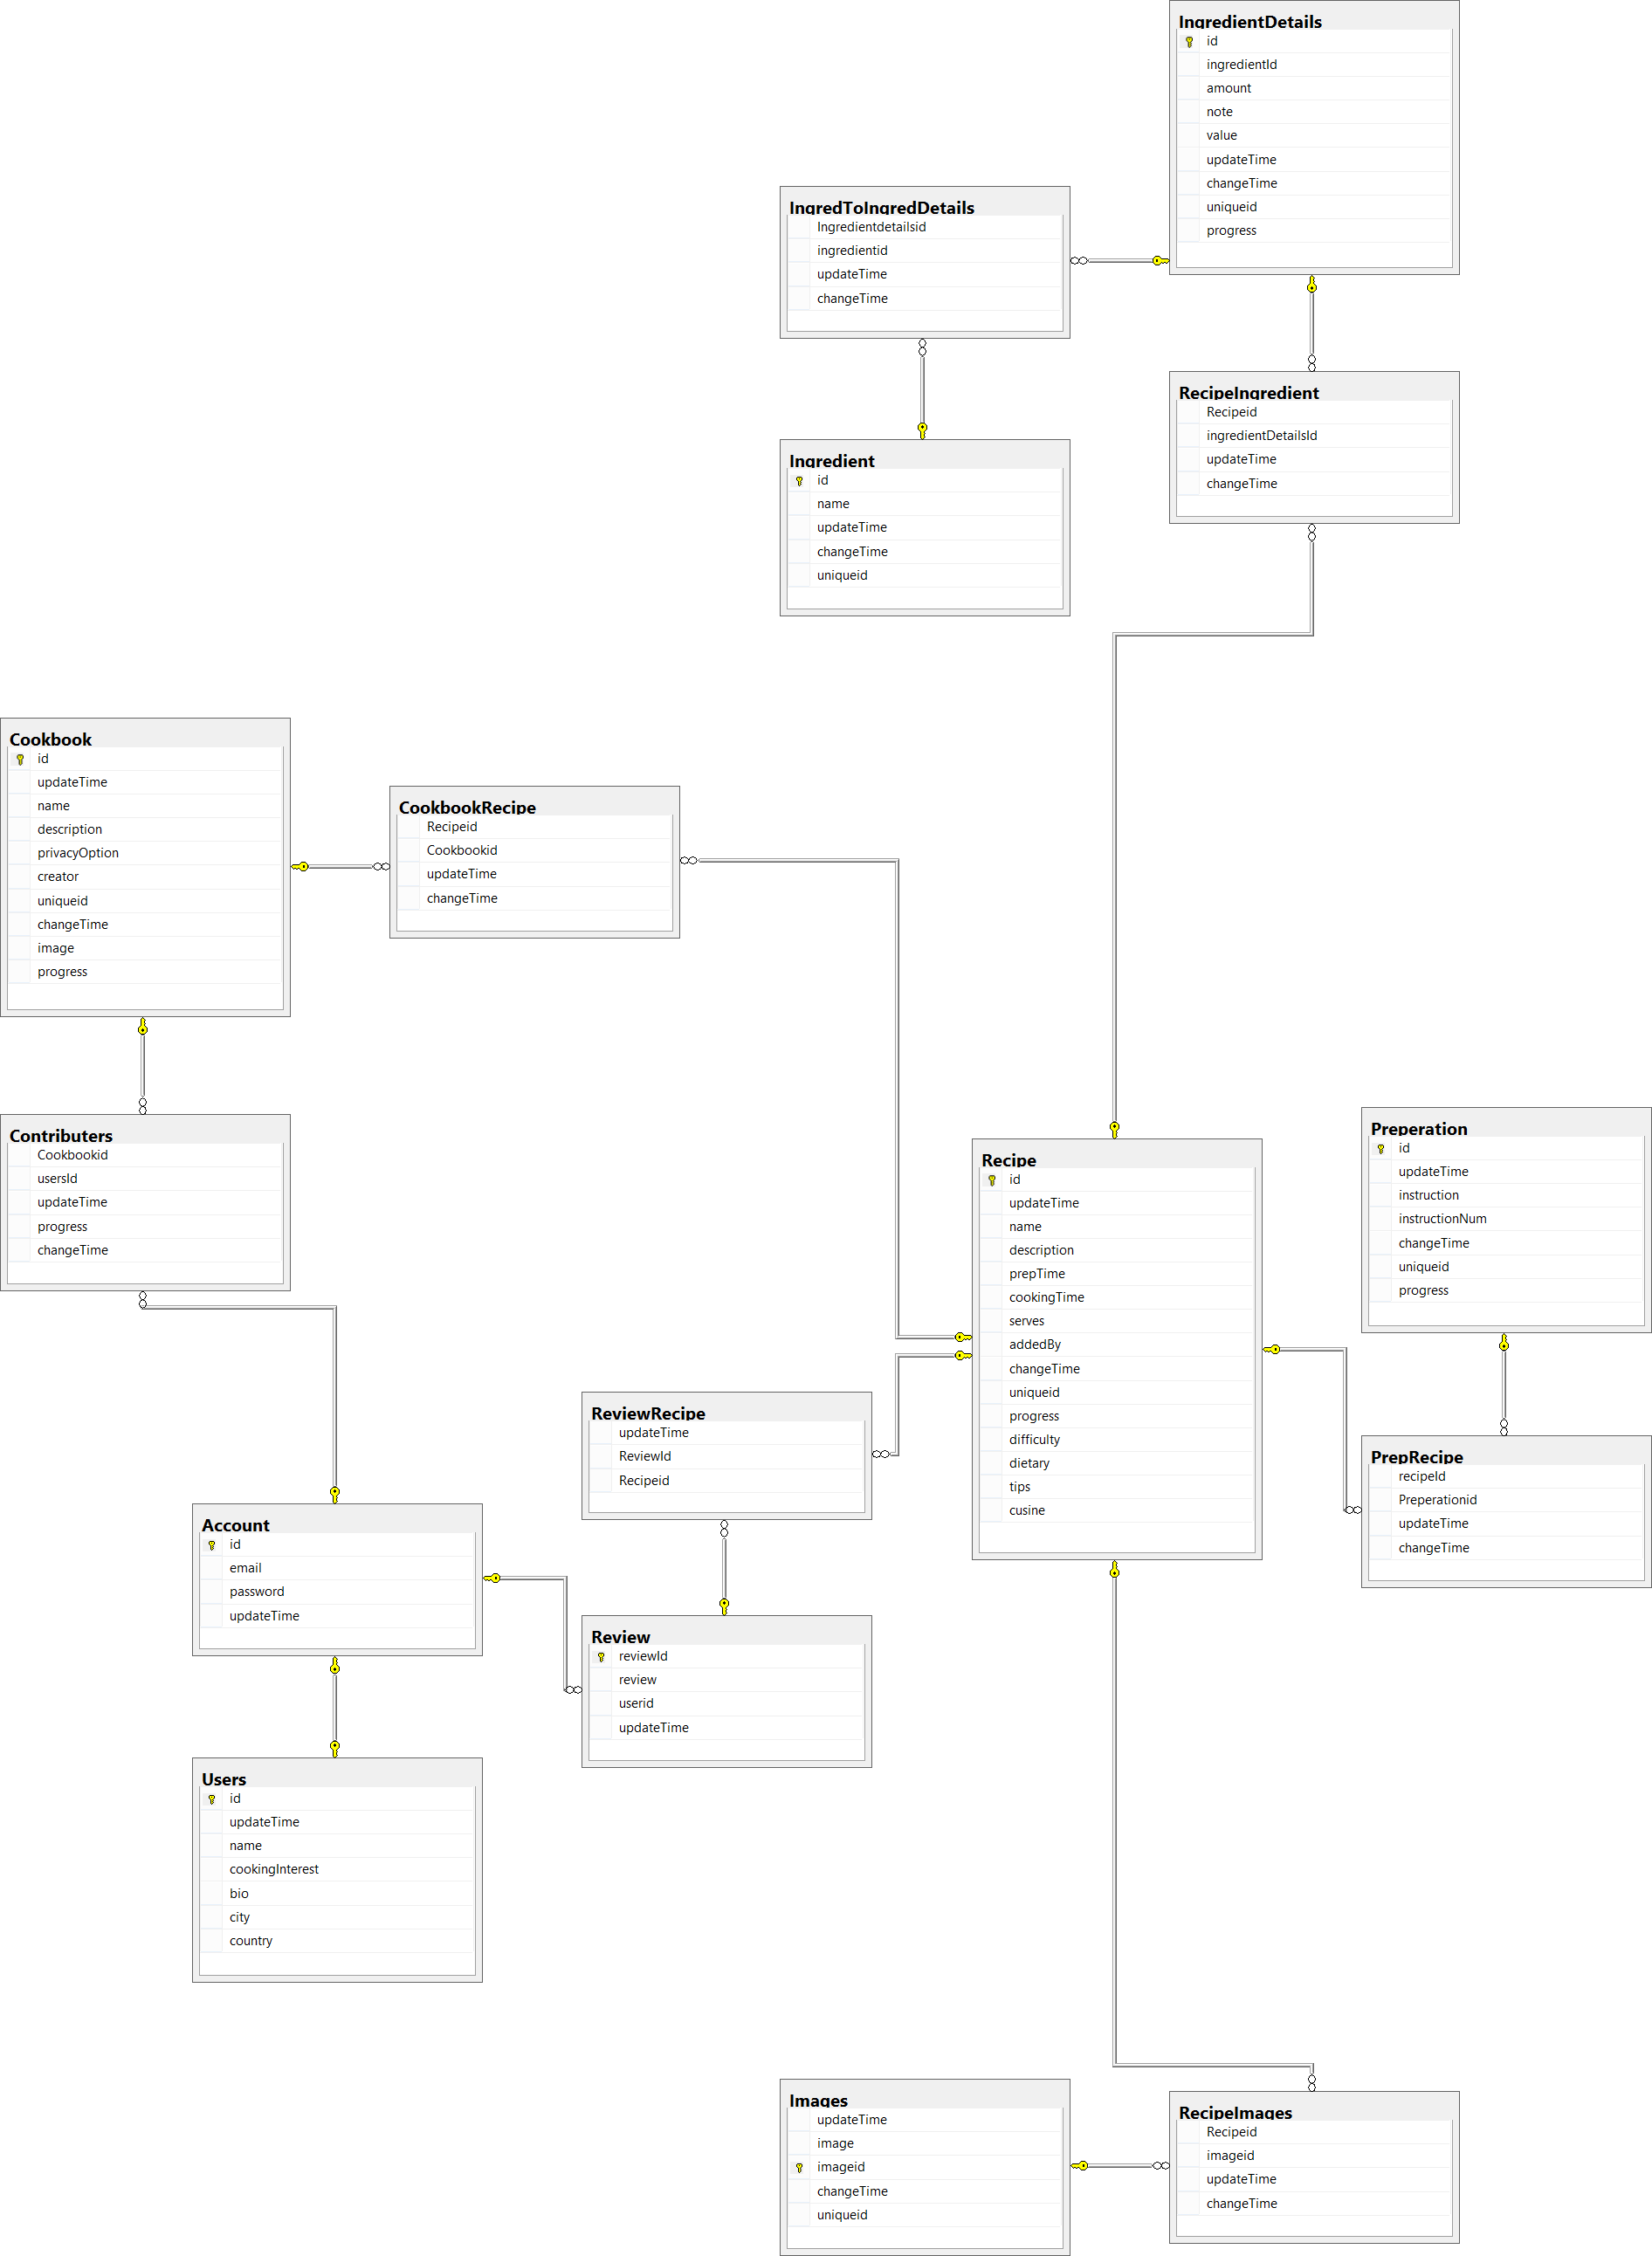 IngredientDetails
id
ingredientId
amount
note
value
updateTime
changeTime
uniqueid
progress
IngredToIngredDetails
Ingredientdetailsid
ingredientid
updateTime
changeTime
RecipeIngredient
Recipeid
ingredientDetailsId
updateTime
changeTime
Ingredient
id
name
updateTime
changeTime
uniqueid
Cookbook
id
updateTime
name
description
privacyOption
creator
uniqueid
changeTime
image
progress
CookbookRecipe
Recipeid
Cookbookid
updateTime
changeTime
Contributers
Cookbookid
usersId
updateTime
progress
changeTime
Recipe
id
updateTime
name
description
prepTime
cookingTime
serves
addedBy
changeTime
uniqueid
progress
difficulty
dietary
tips
cusine
Preperation
id
updateTime
instruction
instructionNum
changeTime
uniqueid
progress
ReviewRecipe
updateTime
ReviewId
Recipeid
PrepRecipe
recipeId
Preperationid
updateTime
changeTime
Account
id
email
password
updateTime
Review
reviewId
review
userid
updateTime
Users
id
updateTime
name
cookingInterest
bio
city
country
Images
updateTime
image
imageid
changeTime
uniqueid
RecipeImages
Recipeid
imageid
updateTime
changeTime